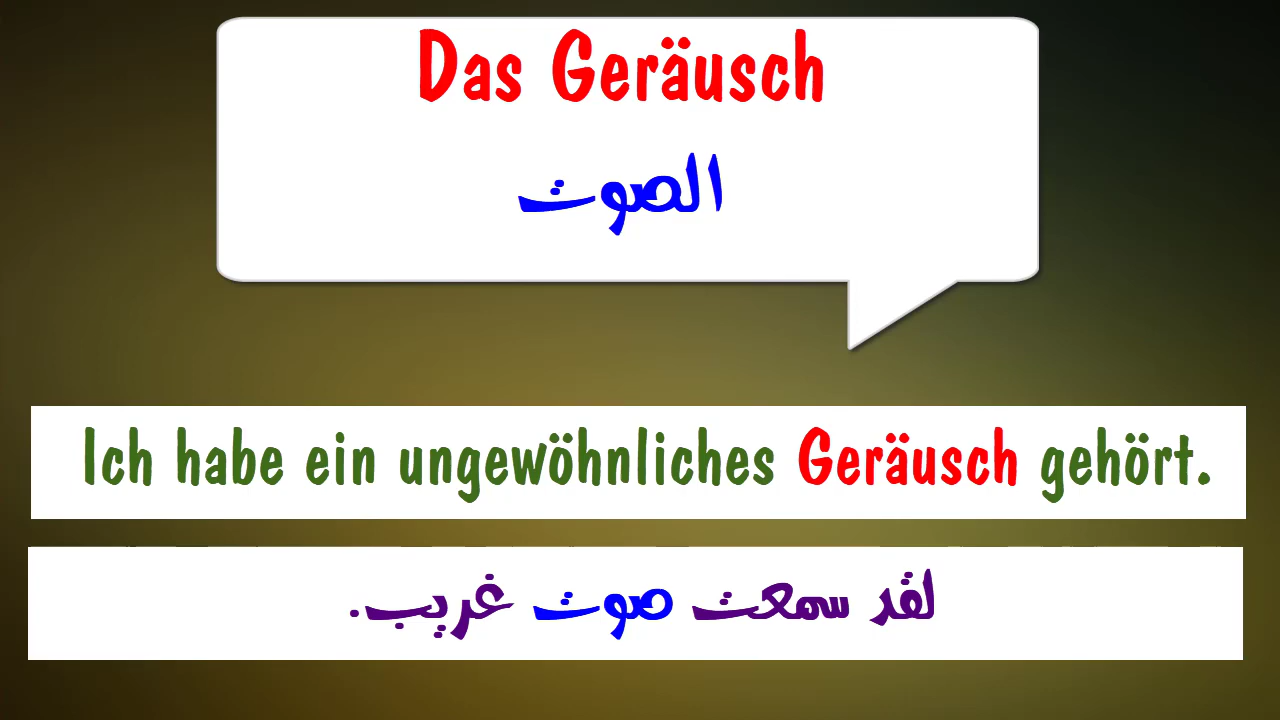 Das Geräusch
الصوت
Ich habe ein ungewöhnliches Geräusch gehört.
لقد سمعت صوت غريب.